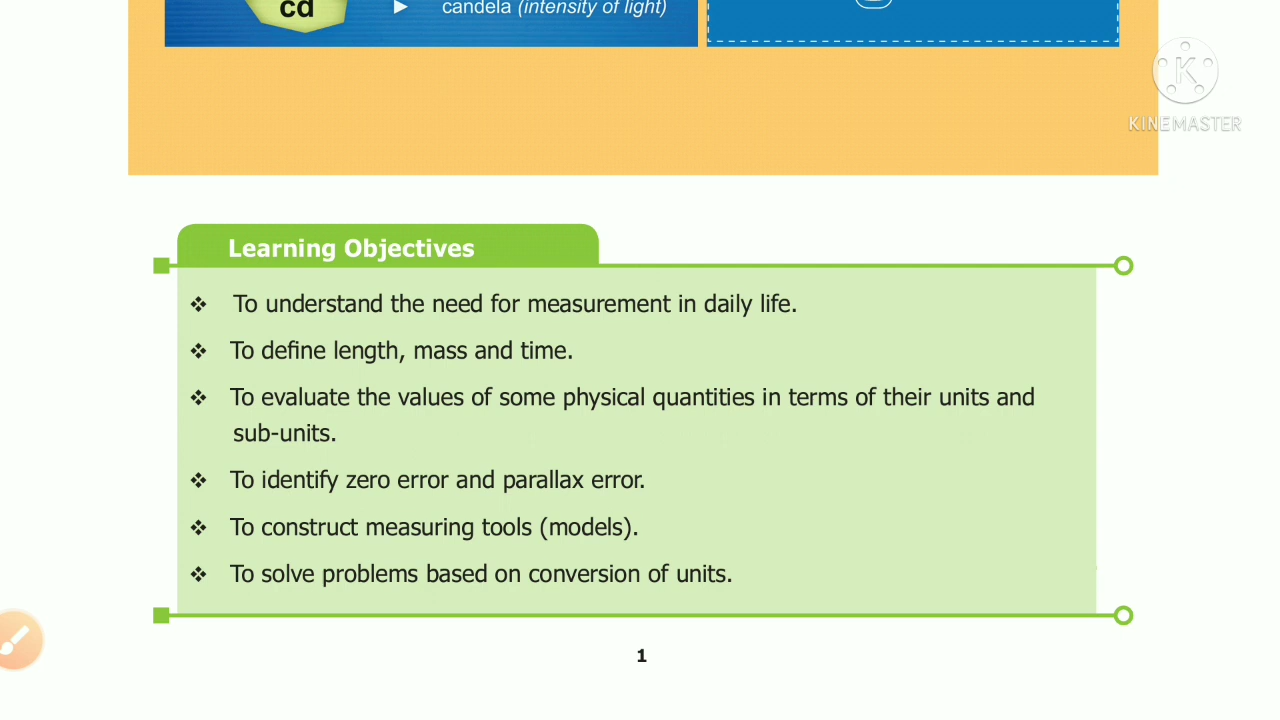 cd
► candela (intensity of light)
KINEMASTER
Learning Objectives
❖ To understand the need for measurement in daily life.
❖ To define length, mass and time.
❖ To evaluate the values of some physical quantities in terms of their units and
sub-units.
❖ To identify zero error and parallax error.
❖ To construct measuring tools (models).
❖ To solve problems based on conversion of units.
1